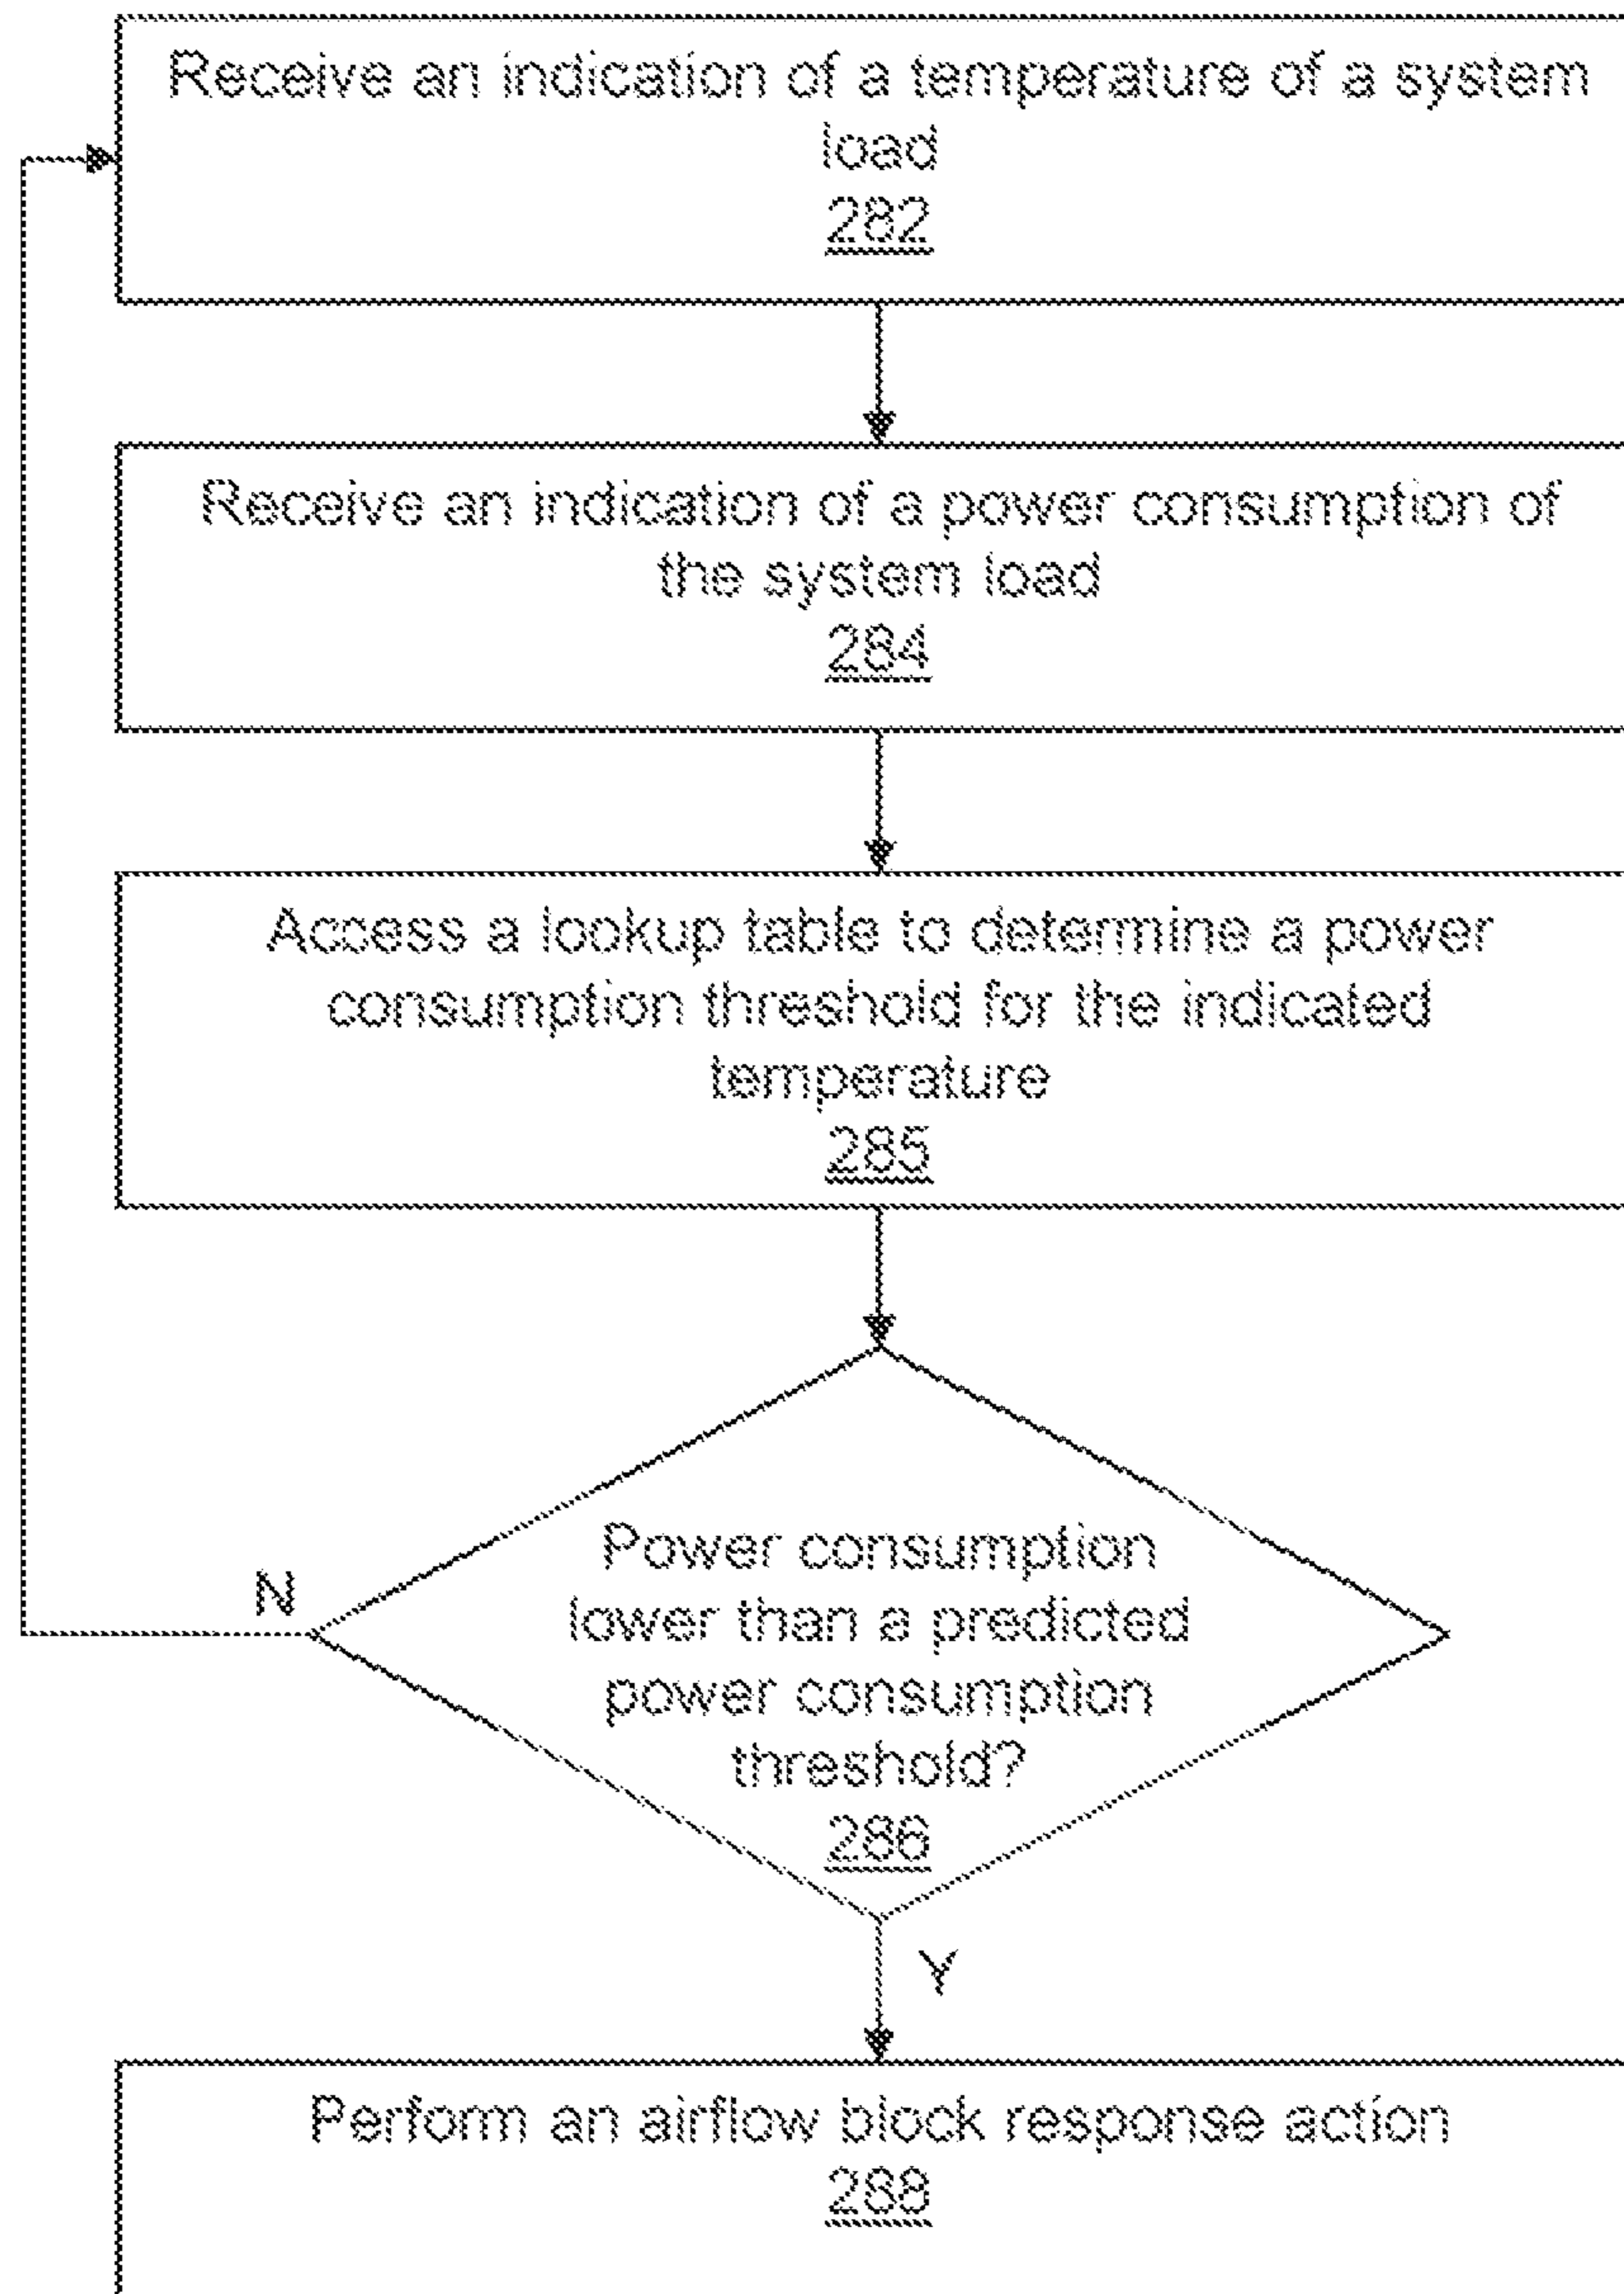 Receive an indication of a temperature of a system
load
282
Receive an indication of a power consumption of
the system load
284
Access a lookup table to determine a power
consumption threshold for the indicated
temperature
285
Power consumption
lower than a predicted
power consumption
threshold?
286
N
Y
Perform an airflow block response action
288